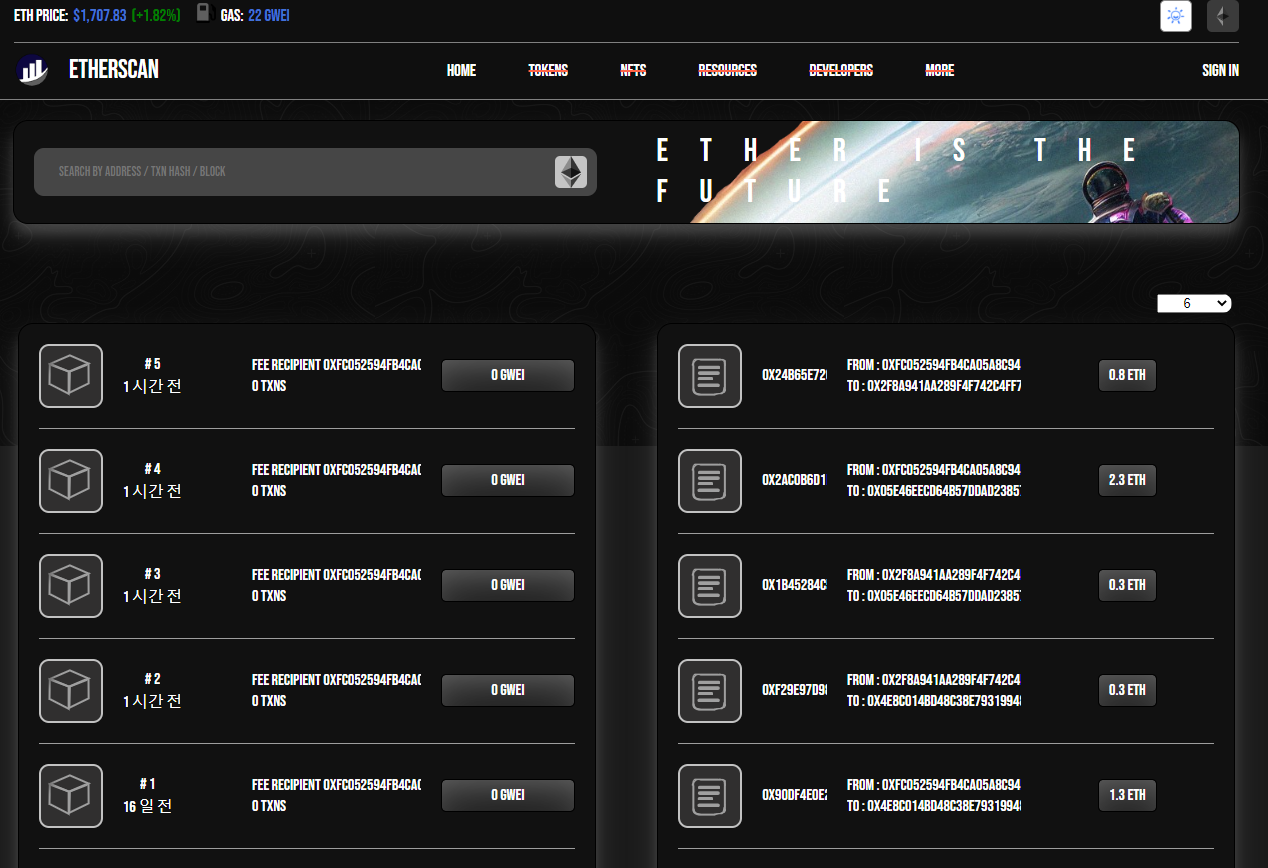 ETH PRICE: $1,707.83 (+1.82%) GAS: 22 GWEI
ETHERSCAN
HOME TOKENS NFTS RESOURCES DEVELOPERS MORE SIGN IN
SEARCH BY ADDRESS / TXN HASH / BLOCK
ETHER IS THE
FUTURE
6
# 5
1 시간 전
FEE RECIPIENT 0XFC052594FB4CA0
0 TXNS
0 GWEI
# 4
1 시간 전
FEE RECIPIENT 0XFC052594FB4CA0
0 TXNS
0 GWEI
# 3
1 시간 전
FEE RECIPIENT 0XFC052594FB4CA0
0 TXNS
0 GWEI
# 2
1 시간 전
FEE RECIPIENT 0XFC052594FB4CA0
0 TXNS
0 GWEI
# 1
16 일 전
FEE RECIPIENT 0XFC052594FB4CA0
0 TXNS
0 GWEI
0X24B65E720
FROM : 0XFC052594FB4CA05A8C94
TO : 0X2F8A941AA289F4F742C4FF7
0.8 ETH
0X2AC0B6D1
FROM : 0XFC052594FB4CA05A8C94
TO : 0X05E46EECD64B57DDAD2385
2.3 ETH
0X1B45284C
FROM : 0X2F8A941AA289F4F742C4
TO : 0X05E46EECD64B57DDAD2385
0.3 ETH
0XF29E97D9
FROM : 0X2F8A941AA289F4F742C4
TO : 0X4E8C014BD48C38E7931994
0.3 ETH
0X90DF4E0E
FROM : 0XFC052594FB4CA05A8C94
TO : 0X4E8C014BD48C38E7931994
1.3 ETH